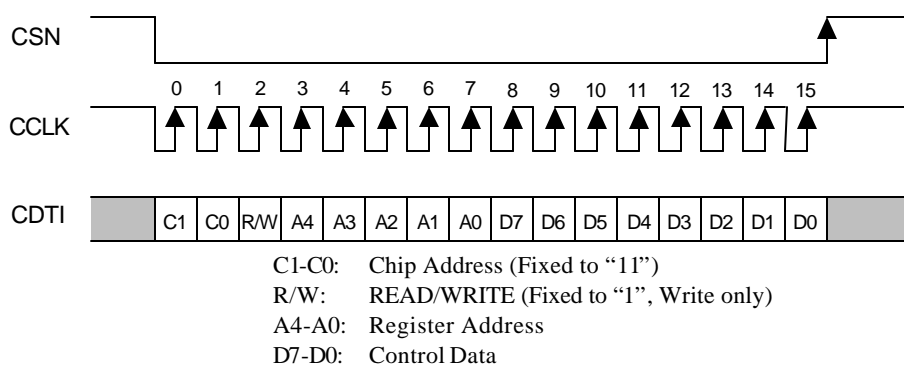 CSN
0 1 2 3 4 5 6 7 8 9 10 11 12 13 14 15
CCLK
CDTI C1 C0 R/W A4 A3 A2 A1 A0 D7 D6 D5 D4 D3 D2 D1 D0
C1-C0: Chip Address (Fixed to “11”)
R/W: READ/WRITE (Fixed to “1”, Write only)
A4-A0: Register Address
D7-D0: Control Data